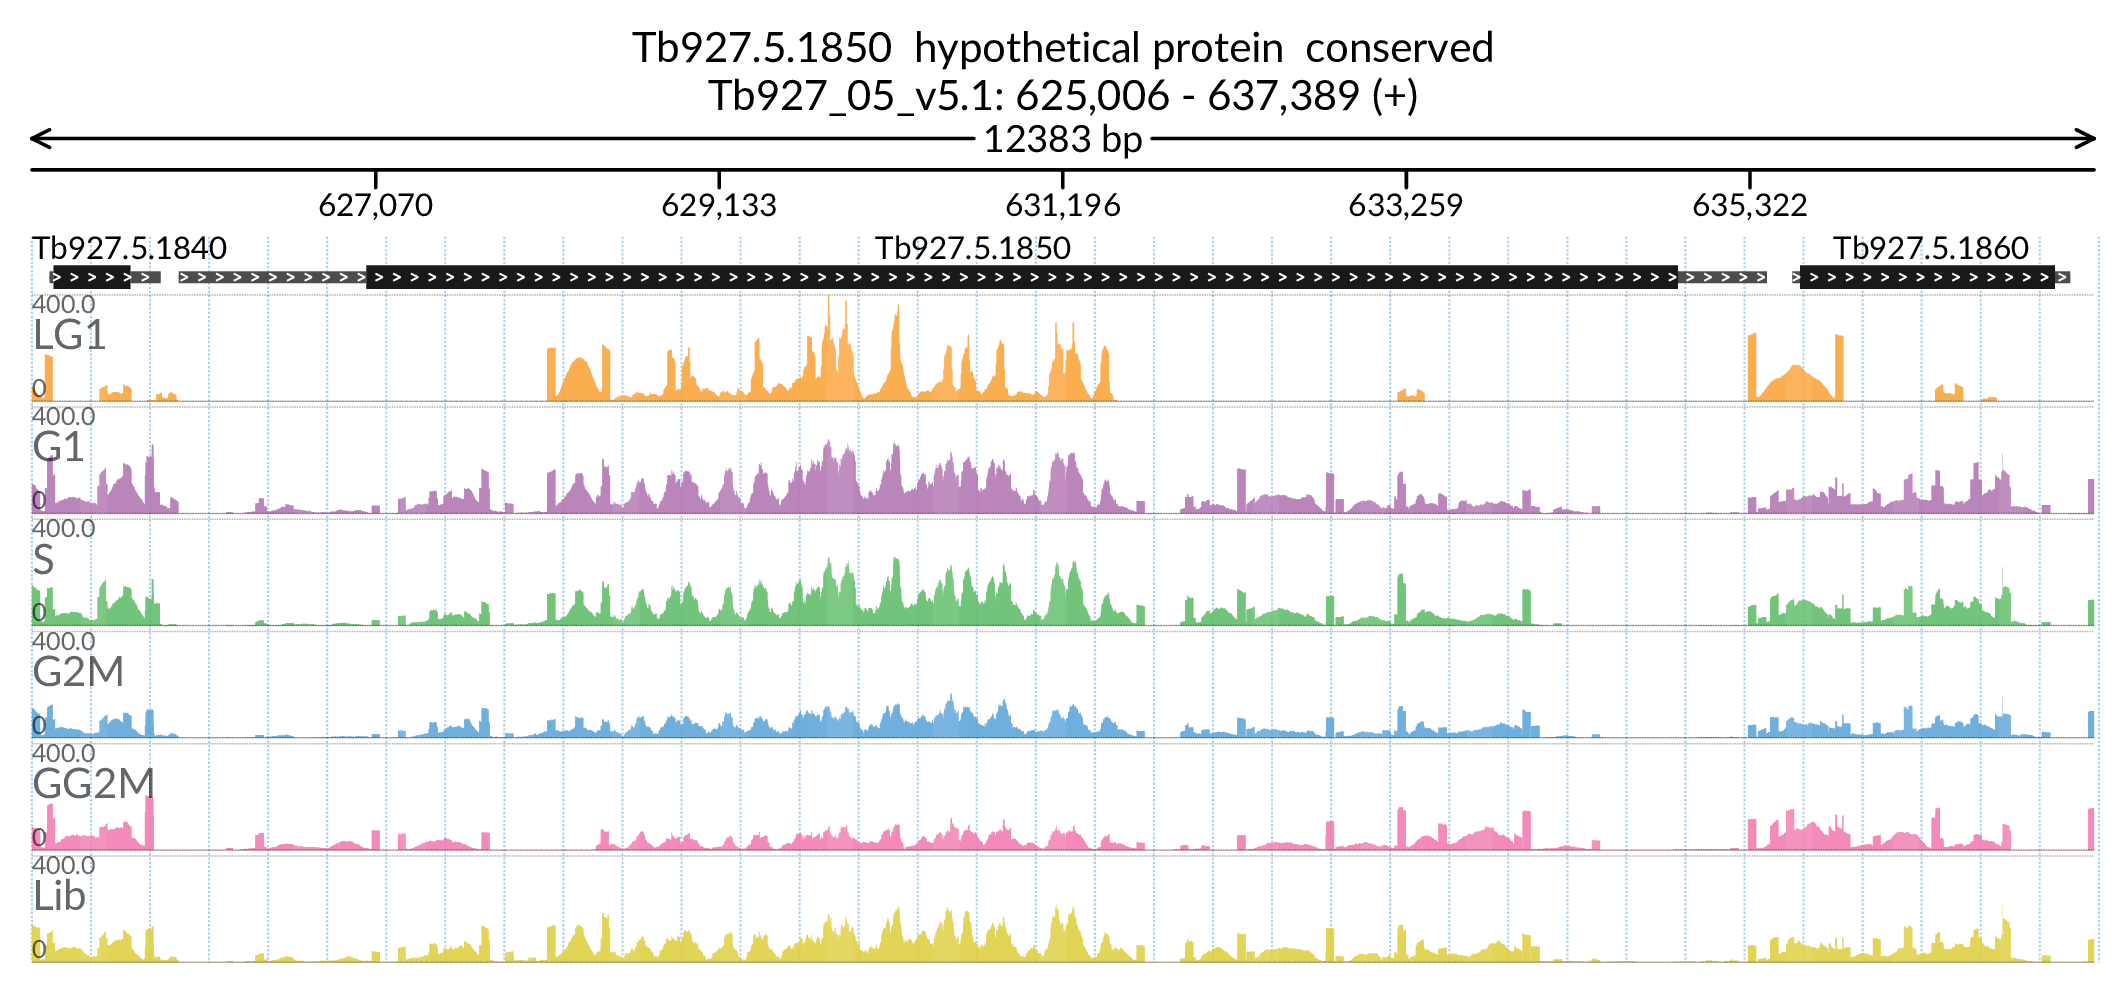 Tb927.5.1850 hypothetical protein conserved
Tb927_05_v5.1: 625,006 - 637,389 (+)
12383 bp
627,070 629,133 631,196 633,259 635,322
Tb927.5.1840 Tb927.5.1850 Tb927.5.1860
400.0
LG1
0
400.0
G1
0
400.0
S
0
400.0
G2M
0
400.0
GG2M
0
400.0
Lib
0